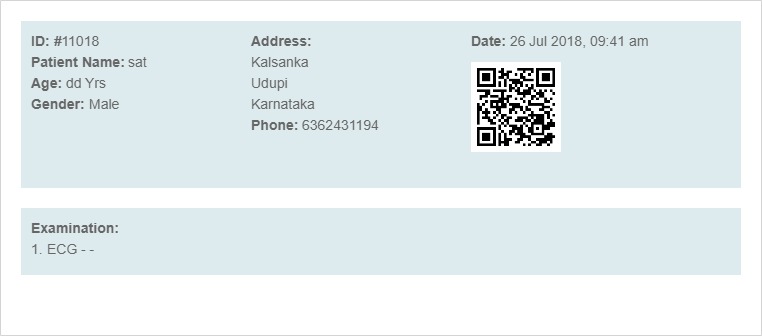 ID: #11018
Patient Name: sat
Age: dd Yrs
Gender: Male
Address:
Kalsanka
Udupi
Karnataka
Phone: 6362431194
Date: 26 Jul 2018, 09:41 am
Examination:
1. ECG - -